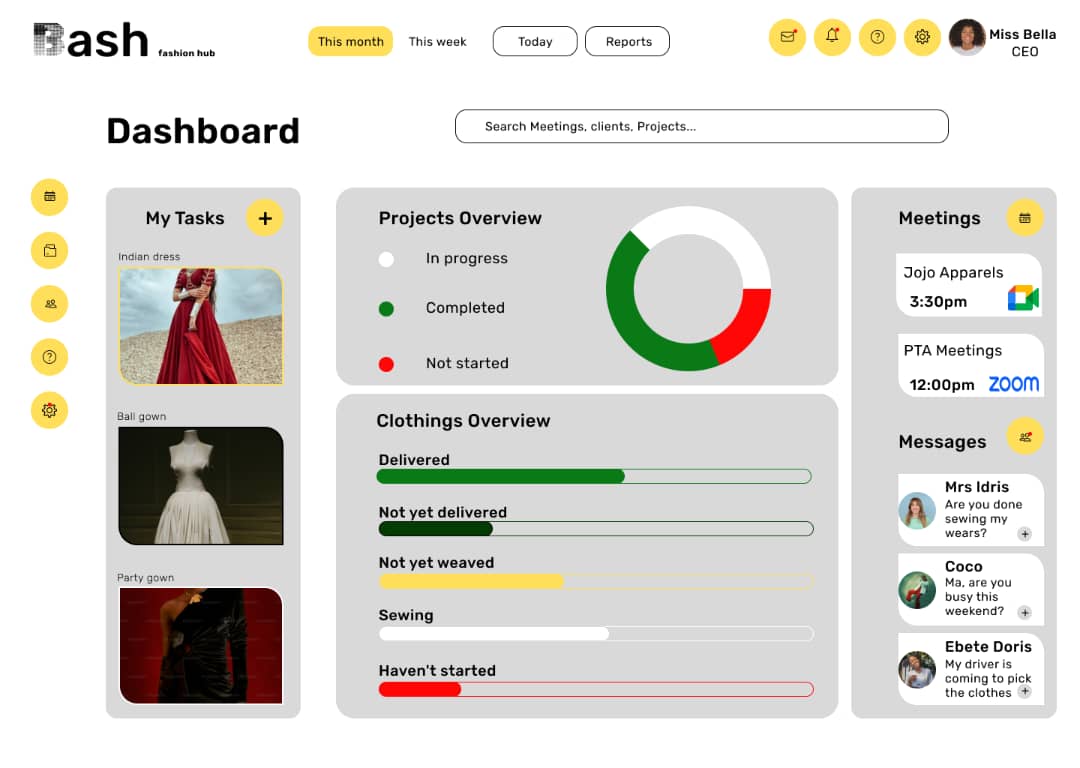 Bash fashion hub
This month
This week
Today
Reports
Miss Bella
CEO
Dashboard
Search Meetings, clients, Projects...
My Tasks
+
Indian dress
Ball gown
Party gown
Projects Overview
In progress
Completed
Not started
Clothings Overview
Delivered
Not yet delivered
Not yet weaved
Sewing
Haven't started
Meetings
Jojo Apparels
3:30pm
PTA Meetings
12:00pm zoom
Messages
Mrs Idris
Are you done
sewing my
wears?
+
Coco
Ma, are you
busy this
weekend?
+
Ebete Doris
My driver is
coming to pick
the clothes
+